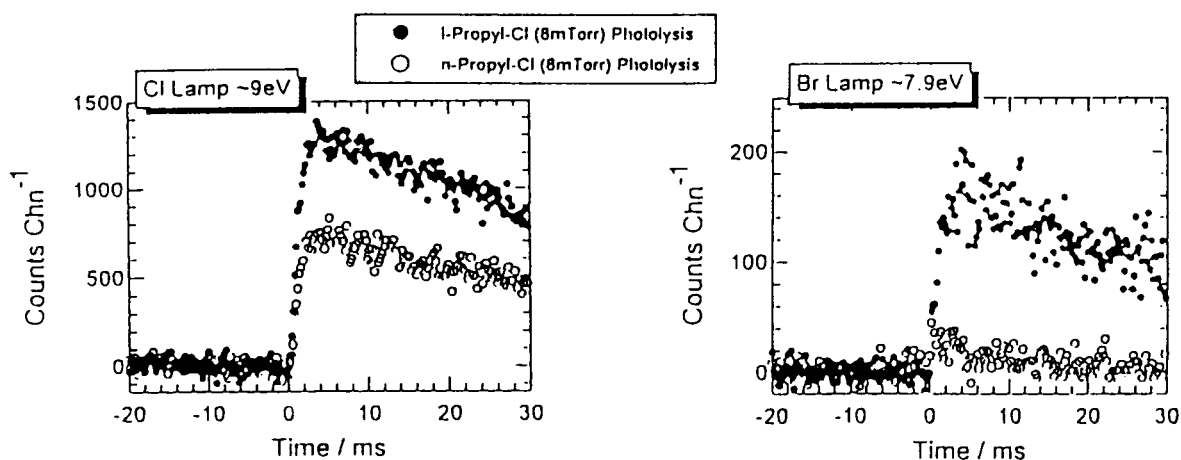 ● I-Propyl-Cl (8mTorr) Photolysis
○ n-Propyl-Cl (8mTorr) Photolysis
Cl Lamp ~9eV
1500
1000
500
0
Counts Chn⁻¹
-20 -10 0 10 20 30
Time / ms
Br Lamp ~7.9eV
200
100
0
Counts Chn⁻¹
-20 -10 0 10 20 30
Time / ms